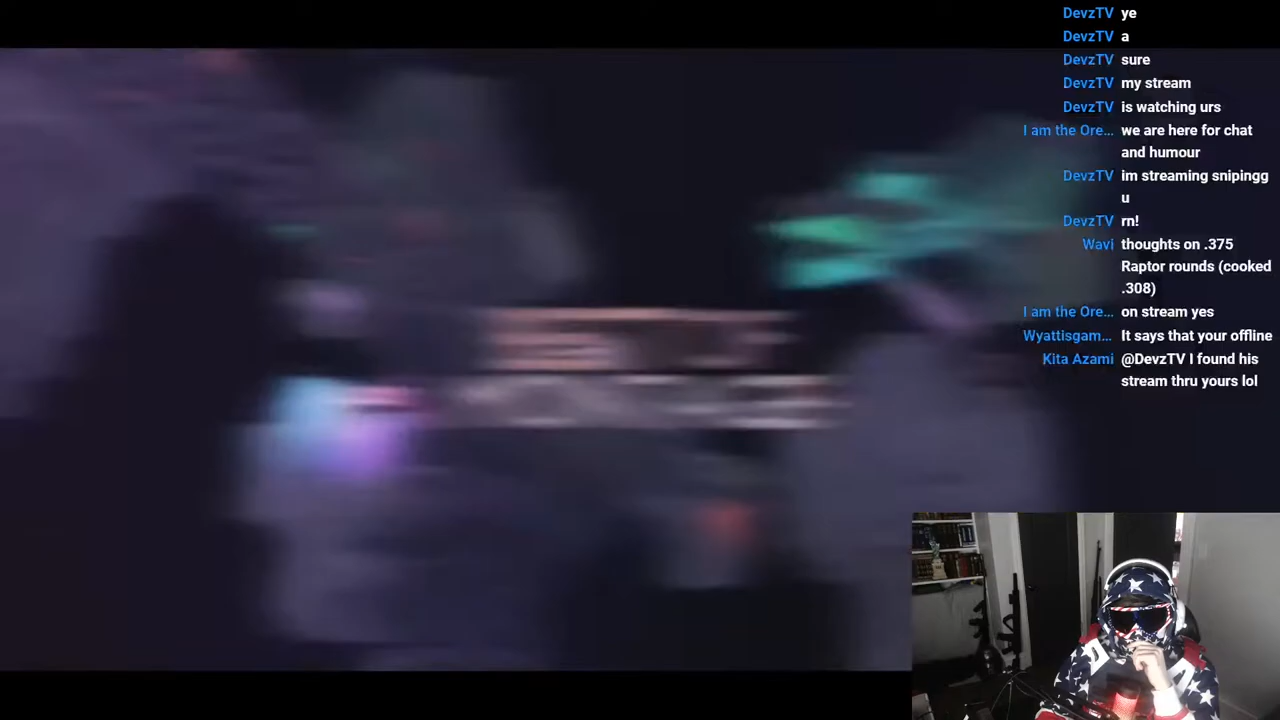 DevzTV ye
DevzTV a
DevzTV sure
DevzTV my stream
DevzTV is watching urs
I am the Ore… we are here for chat
and humour
DevzTV im streaming snipingg
u
DevzTV rn!
Wavi thoughts on .375
Raptor rounds (cooked
.308)
I am the Ore… on stream yes
Wyattisgam… It says that your offline
Kita Azami @DevzTV I found his
stream thru yours lol